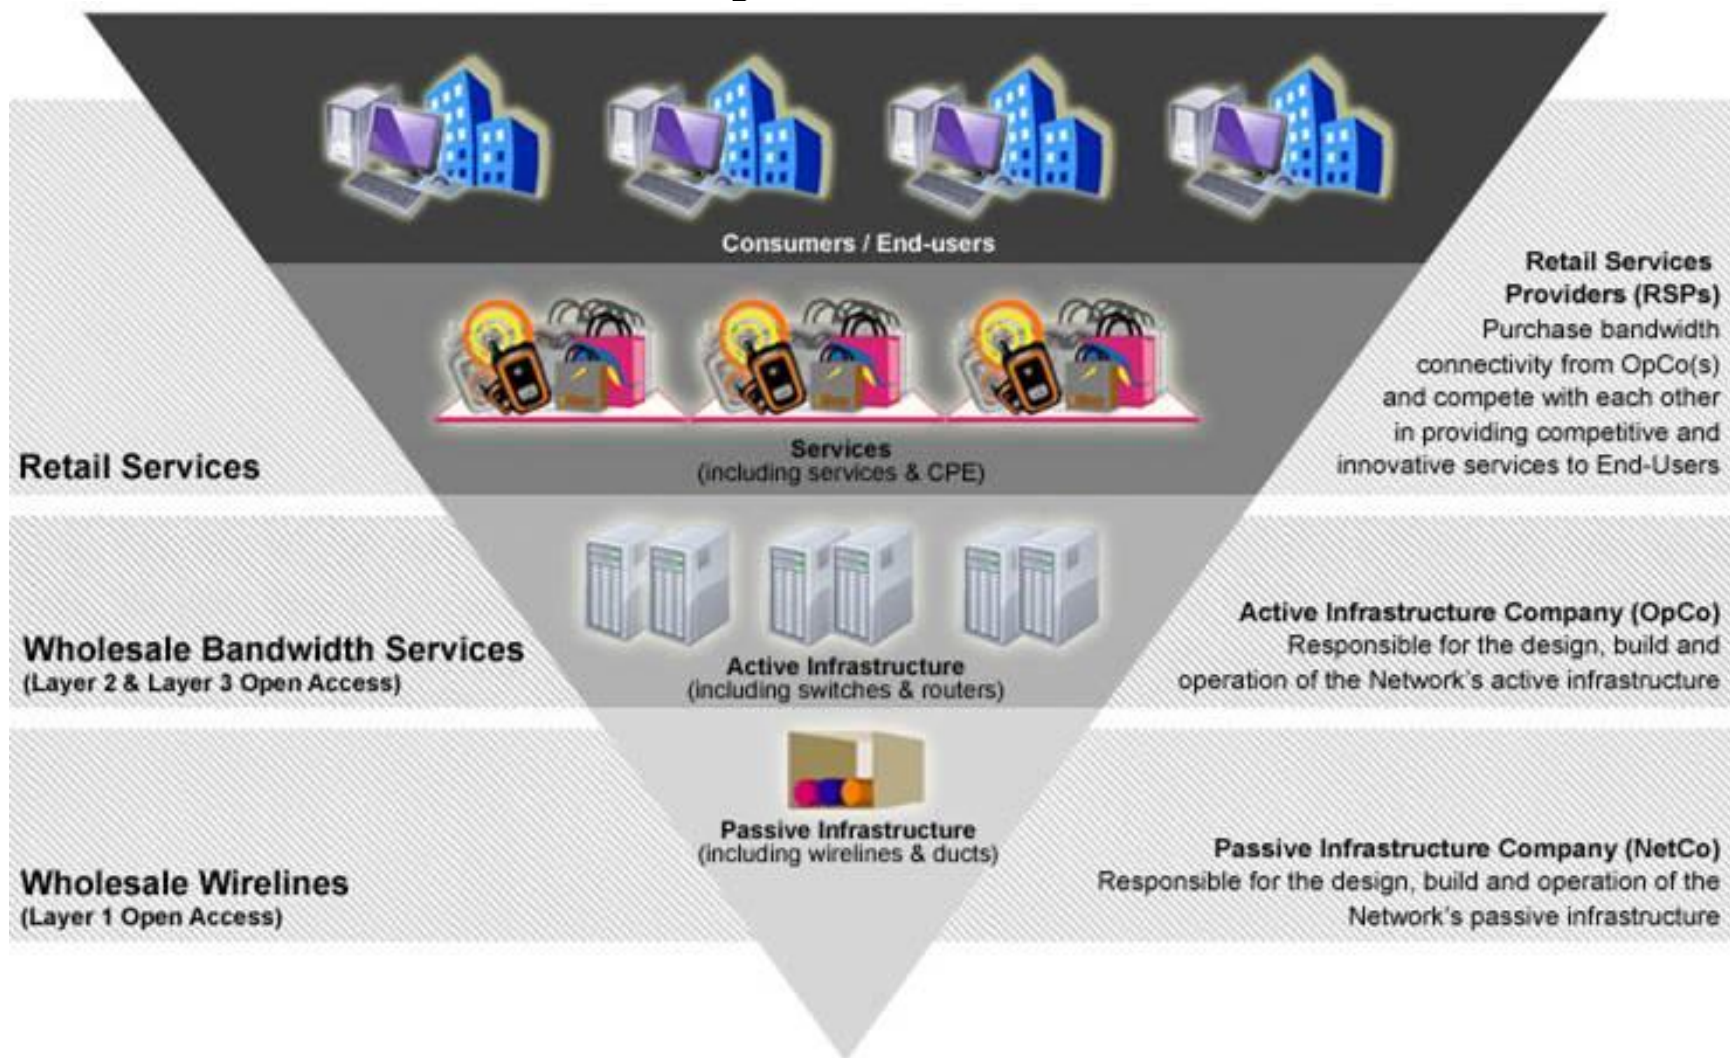 Consumers / End-users
Services
(including services & CPE)
Retail Services
Retail Services
Providers (RSPs)
Purchase bandwidth
connectivity from OpCo(s)
and compete with each other
in providing competitive and
innovative services to End-Users
Wholesale Bandwidth Services
(Layer 2 & Layer 3 Open Access)
Active Infrastructure
(including switches & routers)
Active Infrastructure Company (OpCo)
Responsible for the design, build and
operation of the Network's active infrastructure
Wholesale Wirelines
(Layer 1 Open Access)
Passive Infrastructure
(including wirelines & ducts)
Passive Infrastructure Company (NetCo)
Responsible for the design, build and operation of the
Network's passive infrastructure